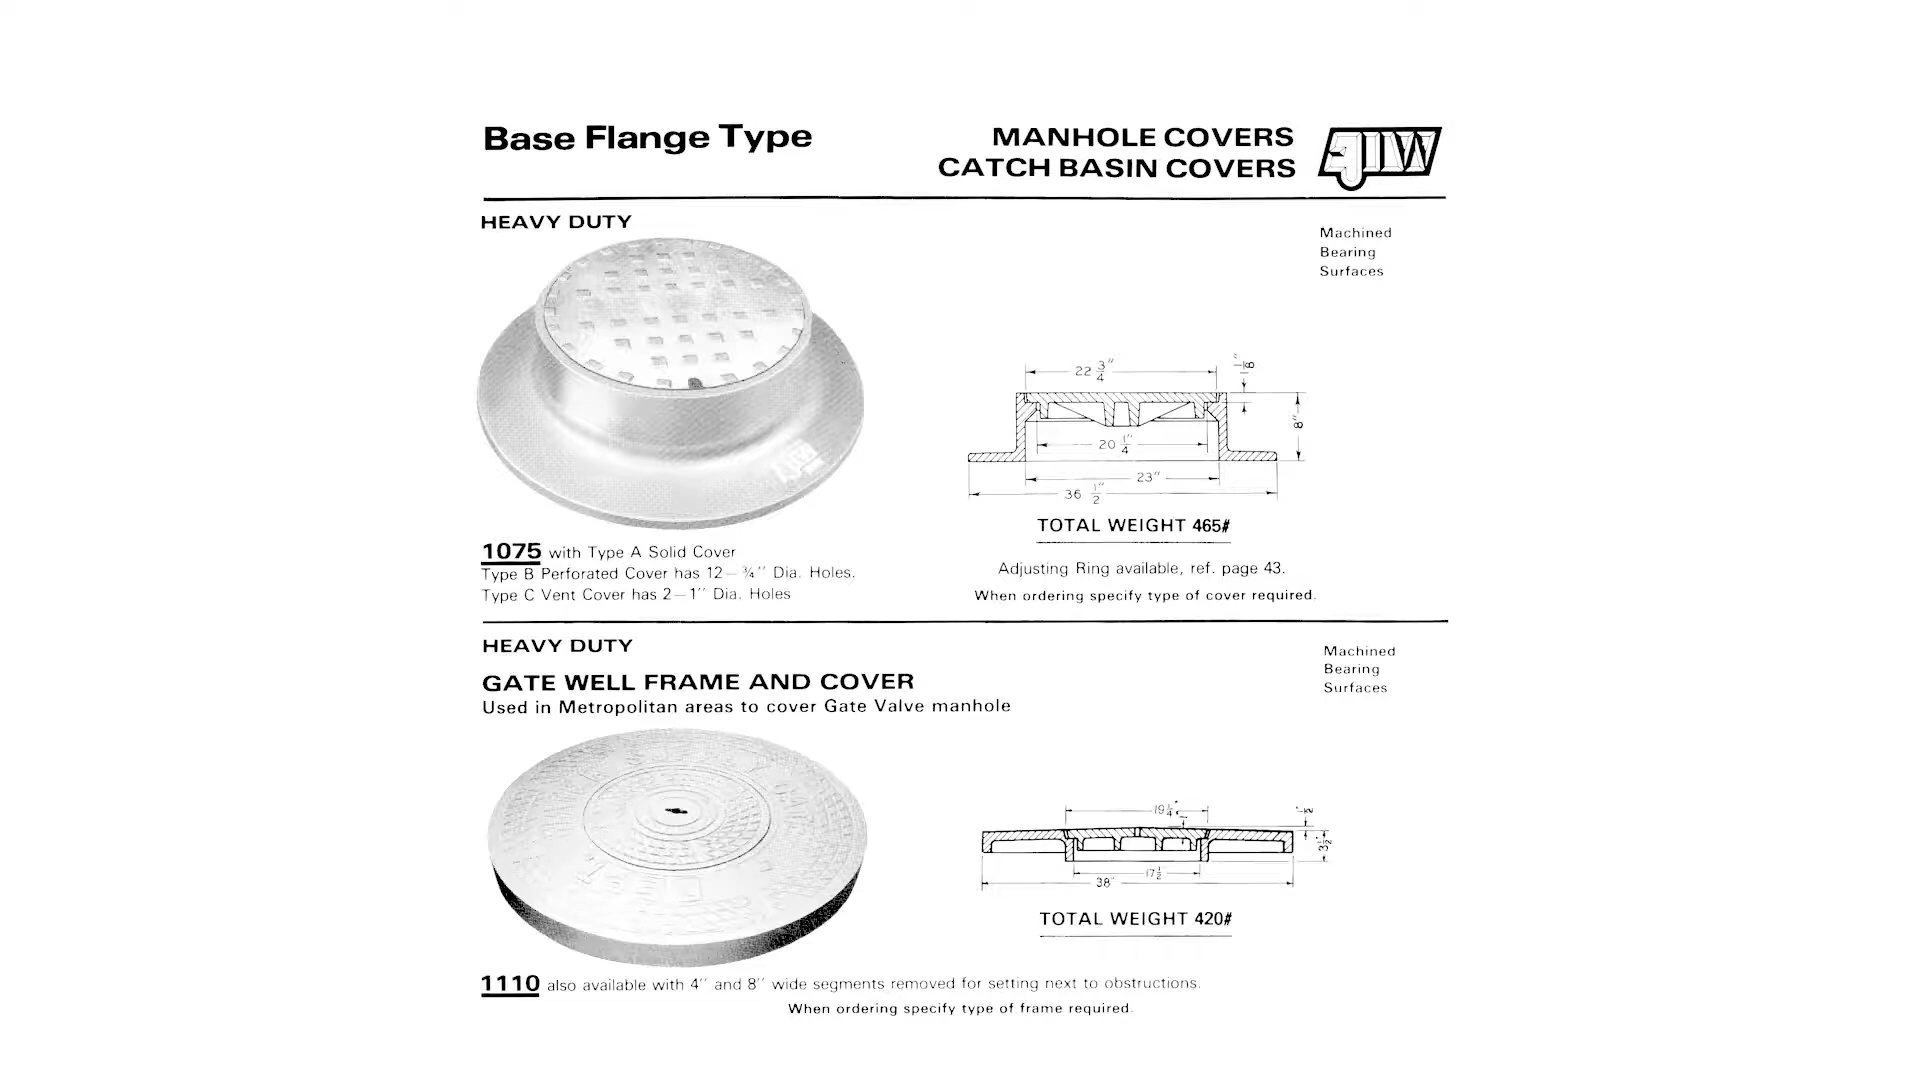 Base Flange Type
MANHOLE COVERS
CATCH BASIN COVERS
EJIW
HEAVY DUTY
Machined
Bearing
Surfaces
22 3/4"
1 1/8"
8"
20 1/4"
23"
36 1/2"
TOTAL WEIGHT 465#
1075 with Type A Solid Cover
Type B Perforated Cover has 12—3/4" Dia. Holes.
Type C Vent Cover has 2—1" Dia. Holes
Adjusting Ring available, ref. page 43.
When ordering specify type of cover required.
HEAVY DUTY
Machined
Bearing
Surfaces
GATE WELL FRAME AND COVER
Used in Metropolitan areas to cover Gate Valve manhole
19 1/4"
3 1/2"
17 1/2"
38"
TOTAL WEIGHT 420#
1110 also available with 4" and 8" wide segments removed for setting next to obstructions.
When ordering specify type of frame required.